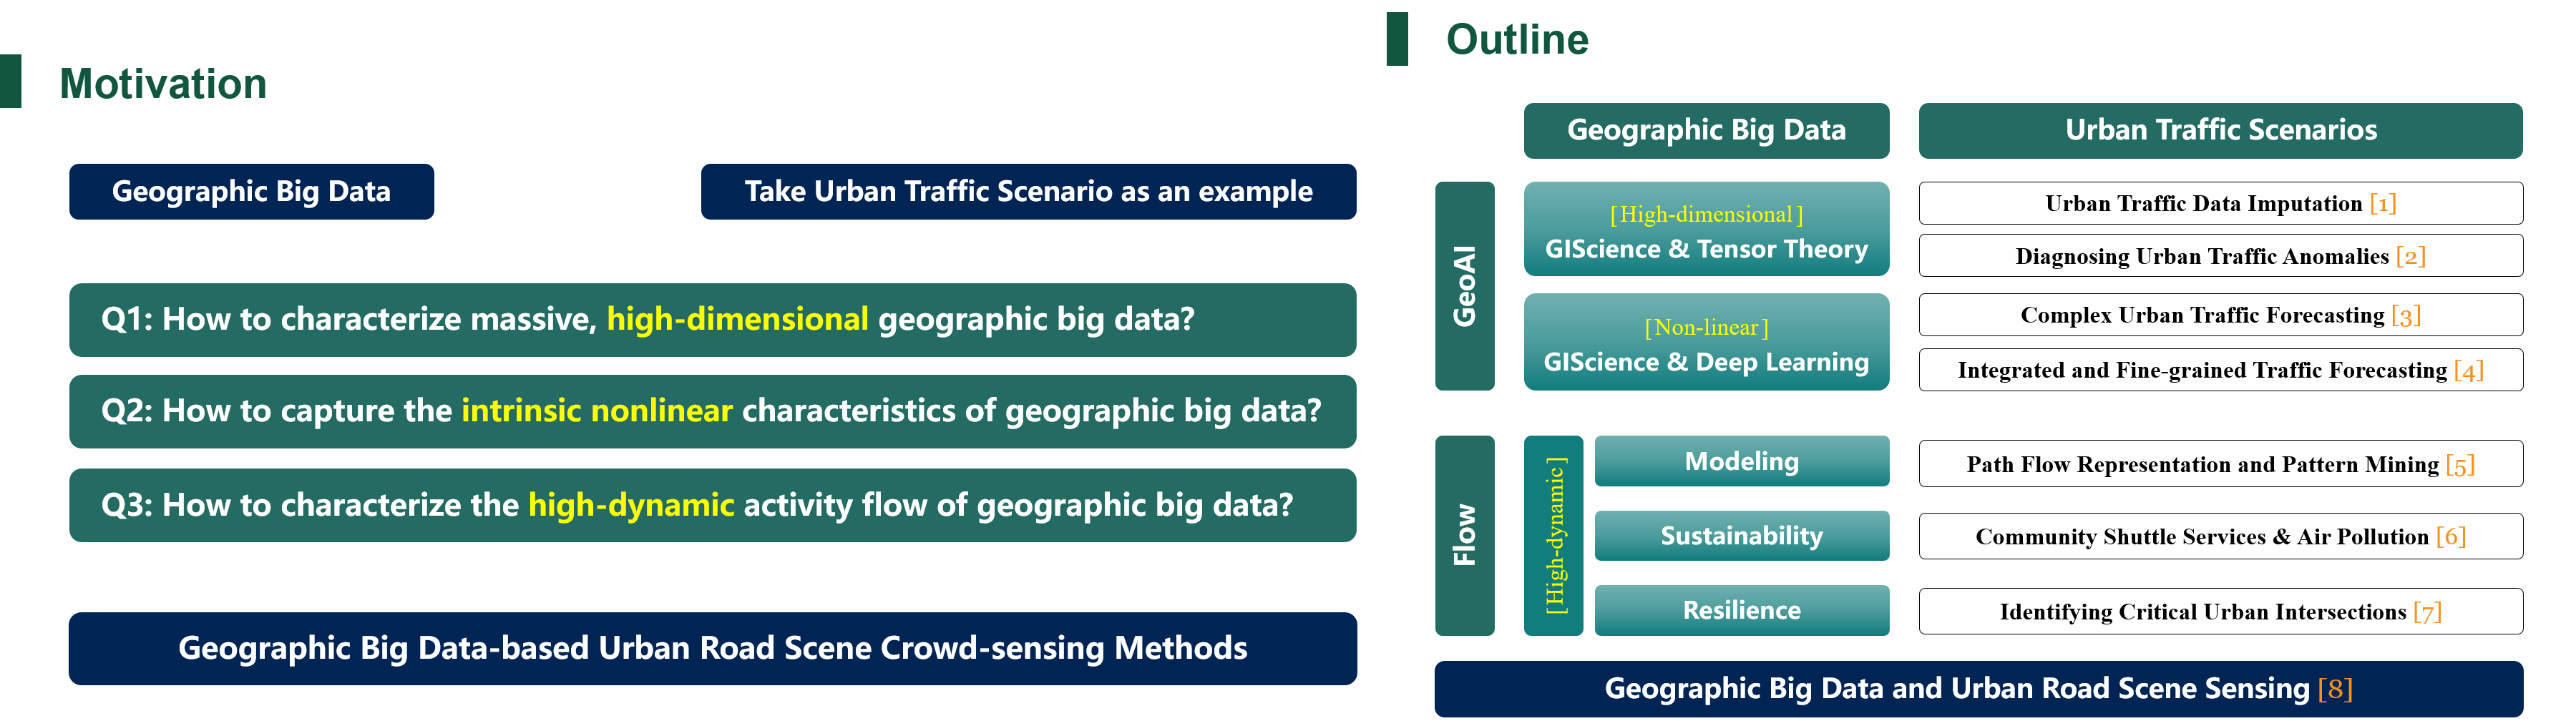 Motivation
Geographic Big Data
Take Urban Traffic Scenario as an example
Q1: How to characterize massive, high-dimensional geographic big data?
Q2: How to capture the intrinsic nonlinear characteristics of geographic big data?
Q3: How to characterize the high-dynamic activity flow of geographic big data?
Geographic Big Data-based Urban Road Scene Crowd-sensing Methods
Outline
Geographic Big Data
Urban Traffic Scenarios
GeoAI
[High-dimensional]
GIScience & Tensor Theory
Urban Traffic Data Imputation [1]
Diagnosing Urban Traffic Anomalies [2]
[Non-linear]
GIScience & Deep Learning
Complex Urban Traffic Forecasting [3]
Integrated and Fine-grained Traffic Forecasting [4]
Flow
[High-dynamic]
Modeling
Path Flow Representation and Pattern Mining [5]
Sustainability
Community Shuttle Services & Air Pollution [6]
Resilience
Identifying Critical Urban Intersections [7]
Geographic Big Data and Urban Road Scene Sensing [8]